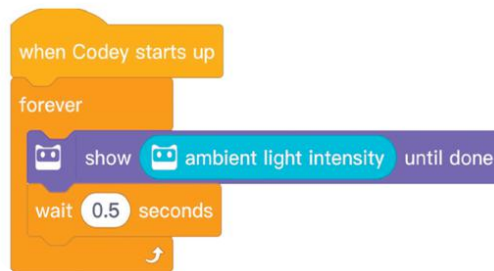 when Codey starts up
forever
show ambient light intensity until done
wait 0.5 seconds